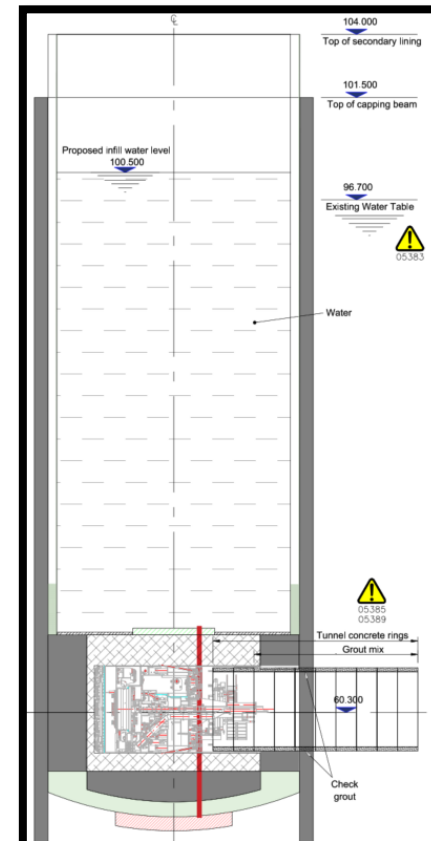 ℄
104.000
Top of secondary lining
101.500
Top of capping beam
Proposed infill water level
100.500
96.700
Existing Water Table
05383
Water
05385
05389
Tunnel concrete rings
Grout mix
60.300
Check
grout